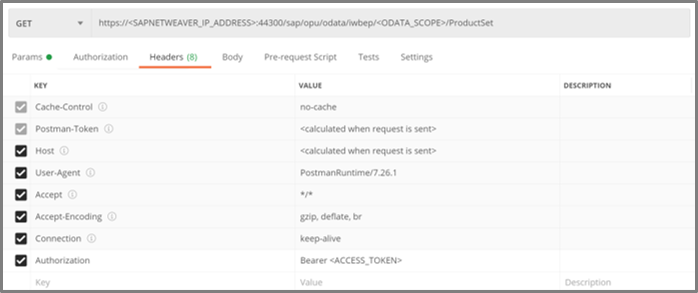 GET https://<SAPNETWEAVER_IP_ADDRESS>:44300/sap/opu/odata/iwbep/<ODATA_SCOPE>/ProductSet
Params Authorization Headers (8) Body Pre-request Script Tests Settings
KEY VALUE DESCRIPTION
Cache-Control no-cache
Postman-Token <calculated when request is sent>
Host <calculated when request is sent>
User-Agent PostmanRuntime/7.26.1
Accept */*
Accept-Encoding gzip, deflate, br
Connection keep-alive
Authorization Bearer <ACCESS_TOKEN>
Key Value Description